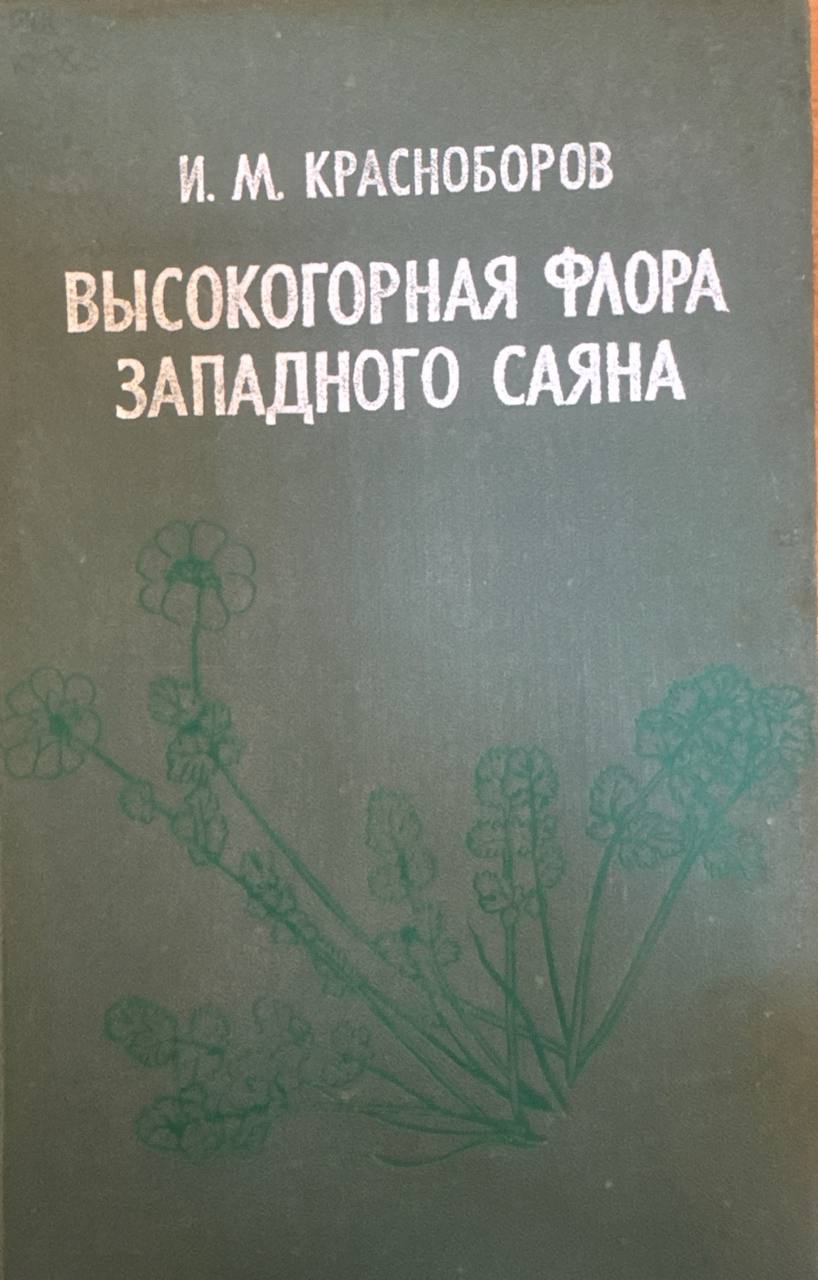 И. М. КРАСНОБОРОВ
ВЫСОКОГОРНАЯ ФЛОРА
ЗАПАДНОГО САЯНА